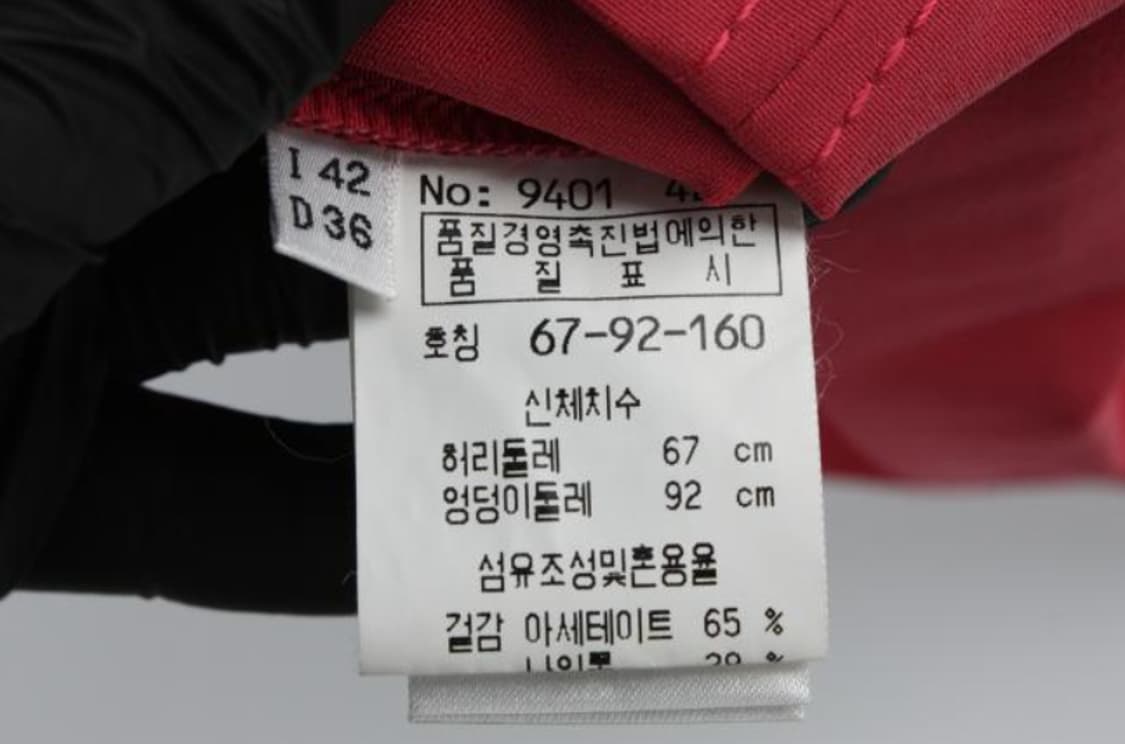 I 42
D 36
No: 9401
품질경영촉진법에의한
품 질 표 시
호칭 67-92-160
신체치수
허리둘레 67 cm
엉덩이둘레 92 cm
섬유조성및혼용율
겉감 아세테이트 65 %